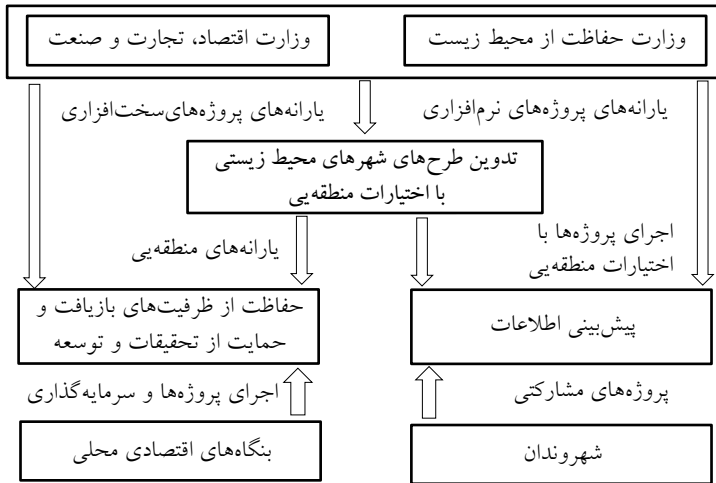 وزارت حفاظت از محیط زیست
وزارت اقتصاد، تجارت و صنعت
یارانه‌های پروژه‌های نرم‌افزاری
یارانه‌های پروژه‌های‌سخت‌افزاری
تدوین طرح‌های شهرهای محیط زیستی
با اختیارات منطقه‌یی
اجرای پروژه‌ها با
اختیارات منطقه‌یی
یارانه‌های منطقه‌یی
پیش‌بینی اطلاعات
حفاظت از ظرفیت‌های بازیافت و
حمایت از تحقیقات و توسعه
پروژه‌های مشارکتی
اجرای پروژه‌ها و سرمایه‌گذاری
شهروندان
بنگاه‌های اقتصادی محلی